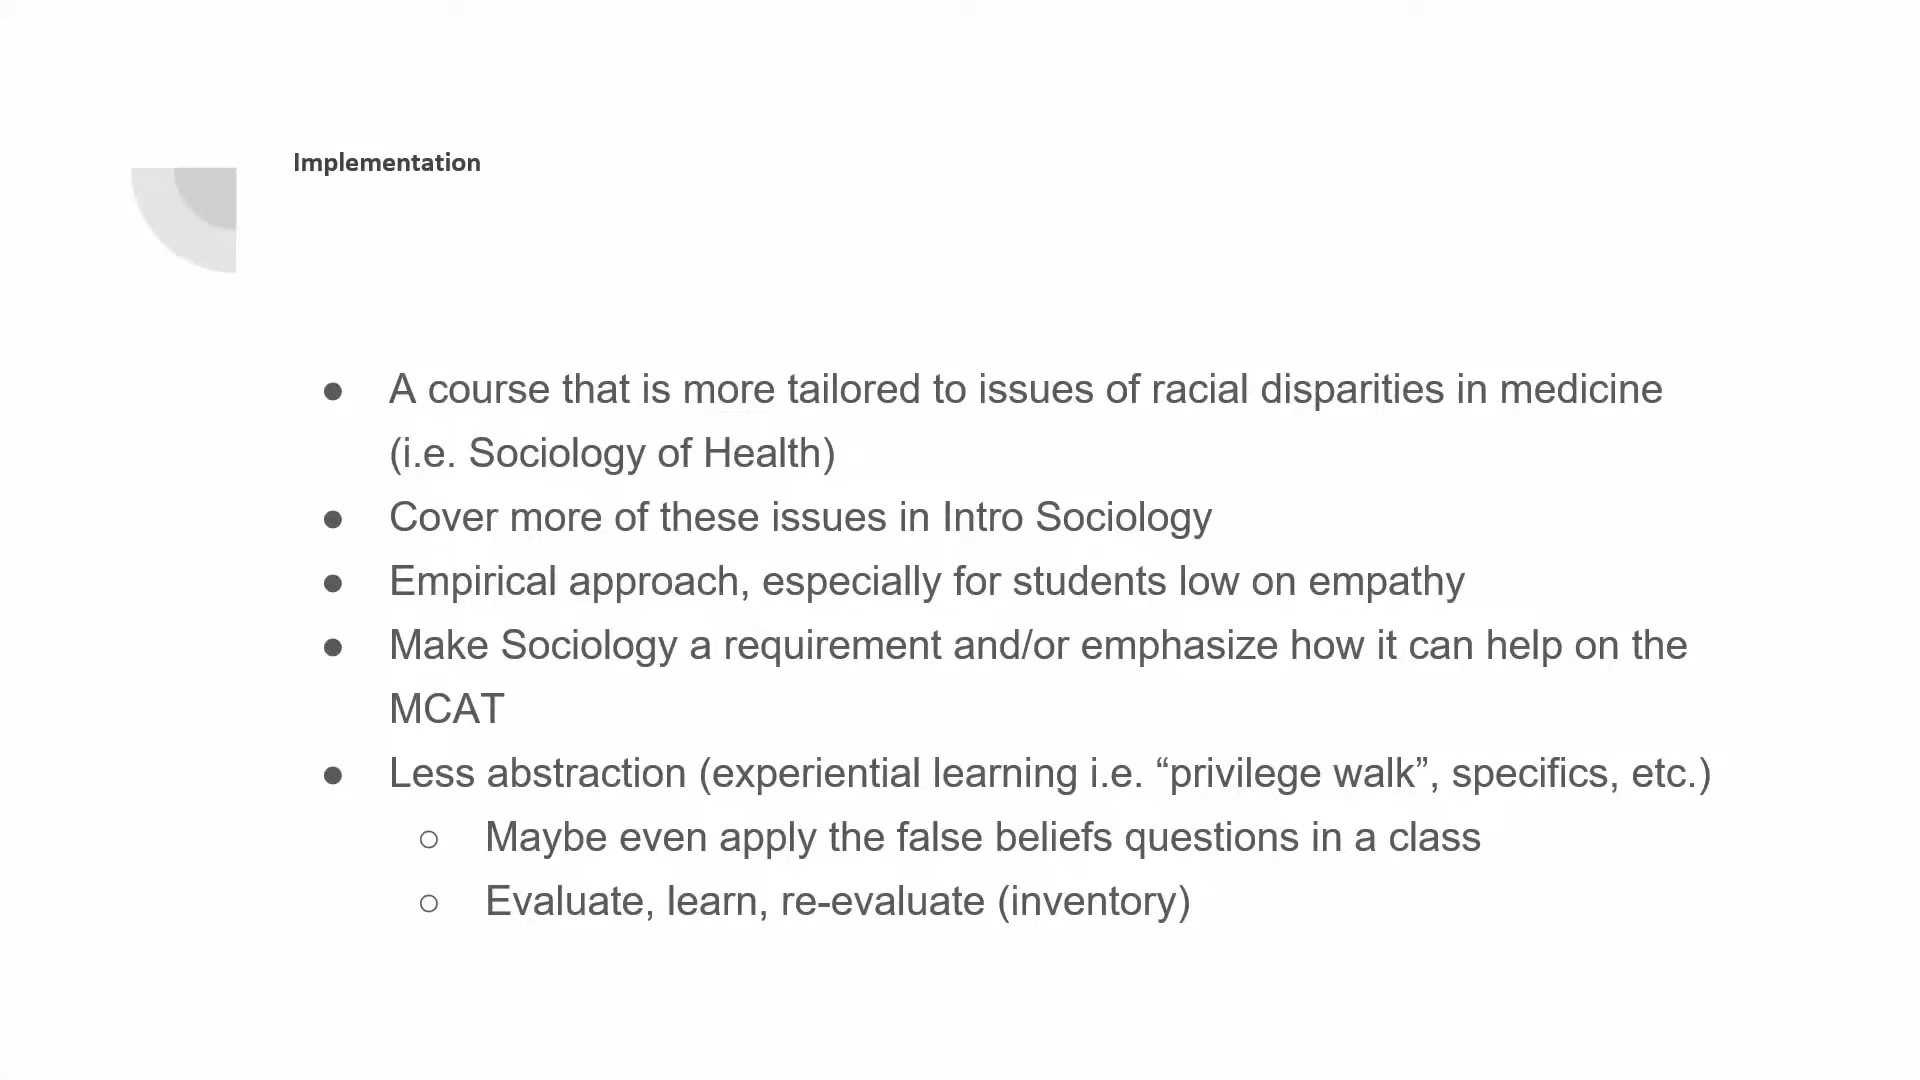 Implementation
● A course that is more tailored to issues of racial disparities in medicine
(i.e. Sociology of Health)
● Cover more of these issues in Intro Sociology
● Empirical approach, especially for students low on empathy
● Make Sociology a requirement and/or emphasize how it can help on the
MCAT
● Less abstraction (experiential learning i.e. “privilege walk”, specifics, etc.)
○ Maybe even apply the false beliefs questions in a class
○ Evaluate, learn, re-evaluate (inventory)